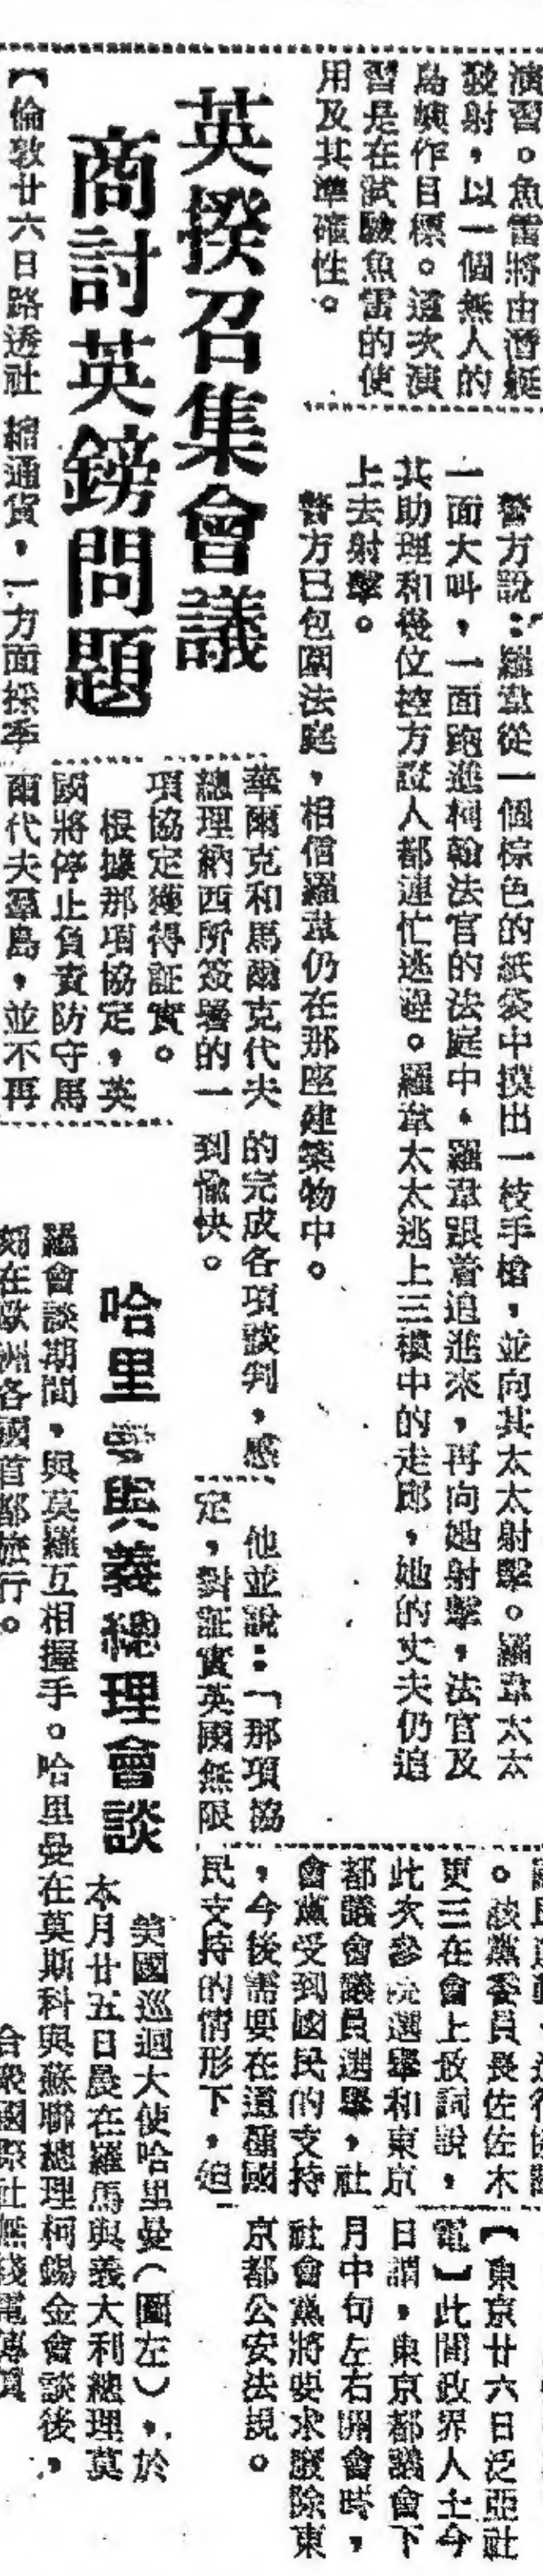 演習。魚雷將由潛艇
發射,以一個無人的
島嶼作目標。這次演
習是在試驗魚雷的使
用及其準確性。
英揆召集會議
商討英鎊問題
【倫敦廿六日路透社
縮通貨,一方面採季
警方說:羅韋從一個棕色的紙袋中摸出一枝手槍,並向其太太射擊。羅韋太太
一面大叫,一面跑進柯翰法官的法庭中。羅韋跟着追進來,再向她射擊,法官及
其助理和幾位控方證人都連忙逃避。羅韋太太逃上三樓中的走廊,她的丈夫仍追
上去射擊。
警方已包圍法庭,相信羅韋仍在那座建築物中。
華爾克和馬爾克代夫
總理納西所簽署的一
項協定獲得証實。
根據那項協定,英
國將停止負責防守馬
爾代夫羣島,並不再
的完成各項談判,感
到愉快。
他並說:「那項協
定,對証實英國無限
哈里曼與義總理會談
美國巡迴大使哈里曼(圖左),於
本月廿五日晨在羅馬與義大利總理莫
羅會談期間,與莫羅互相握手。哈里曼在莫斯科與蘇聯總理柯錫金會談後,
刻在歐洲各國首都旅行。
合衆國際社無綫電傳眞
。該黨委員長佐佐木
更三在會上致詞說,
此次參院選舉和東京
都議會議員選舉,社
會黨受到國民的支持
,今後需要在這種國
民支持的情形下,迫
【東京廿六日泛亞社
電】此間政界人士今
日謂,東京都議會下
月中旬左右開會時,
社會黨將要求廢除東
京都公安法規。